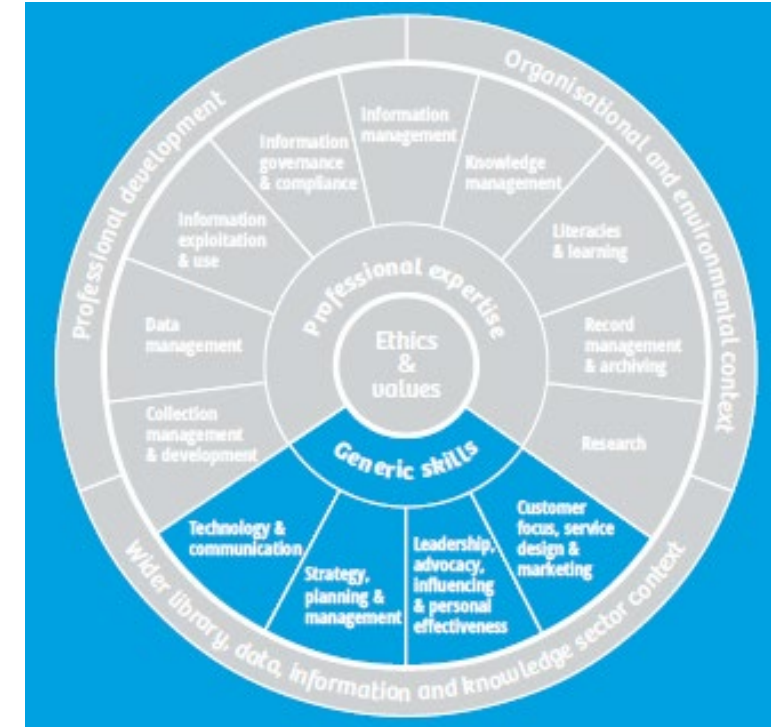 Professional development
Organisational and environmental context
Wider library, data, information and knowledge sector context
Information
management
Information
governance
& compliance
Knowledge
management
Information
exploitation
& use
Literacies
& learning
Data
management
Record
management
& archiving
Collection
management
& development
Research
Professional expertise
Ethics
&
values
Generic skills
Technology &
communication
Strategy,
planning &
management
Leadership,
advocacy,
influencing
& personal
effectiveness
Customer
focus, service
design &
marketing